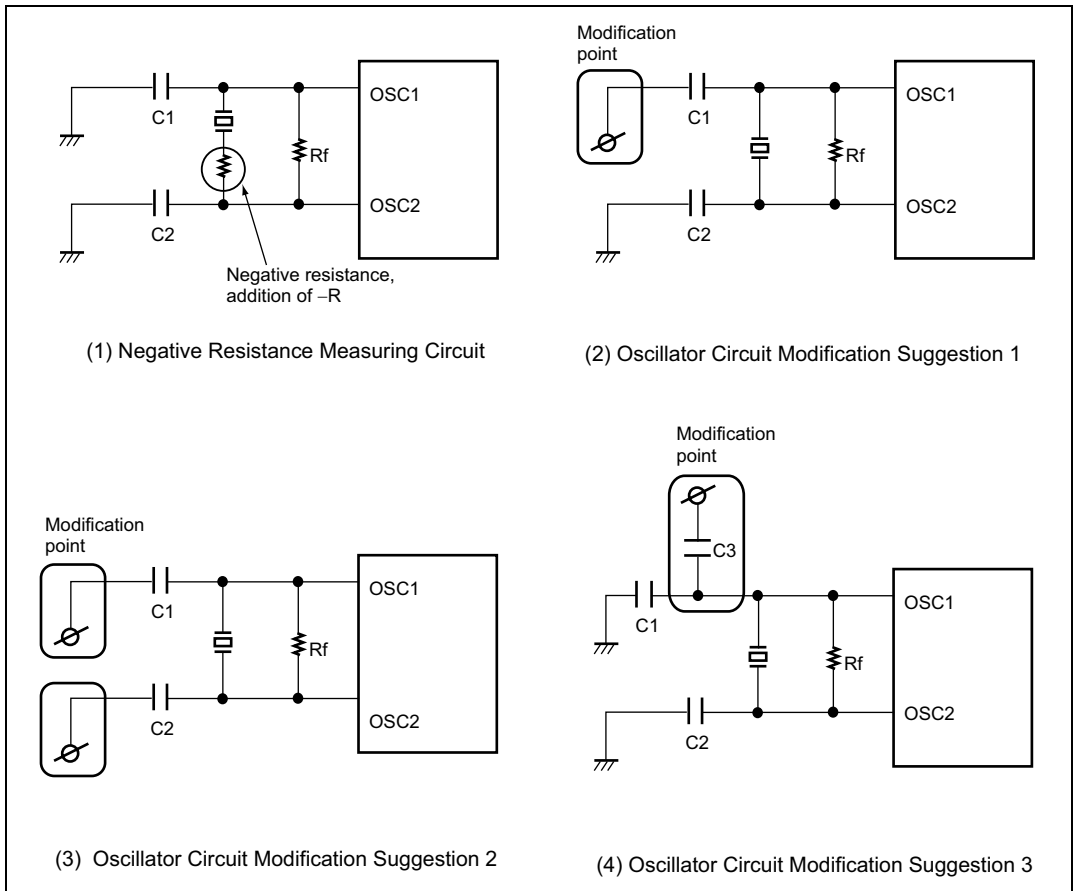 OSC1
C1
Rf
OSC2
C2
Negative resistance,
addition of –R
(1) Negative Resistance Measuring Circuit
Modification
point
OSC1
C1
Rf
OSC2
C2
(2) Oscillator Circuit Modification Suggestion 1
Modification
point
OSC1
C1
Rf
OSC2
C2
(3) Oscillator Circuit Modification Suggestion 2
Modification
point
C3
OSC1
C1
Rf
OSC2
C2
(4) Oscillator Circuit Modification Suggestion 3